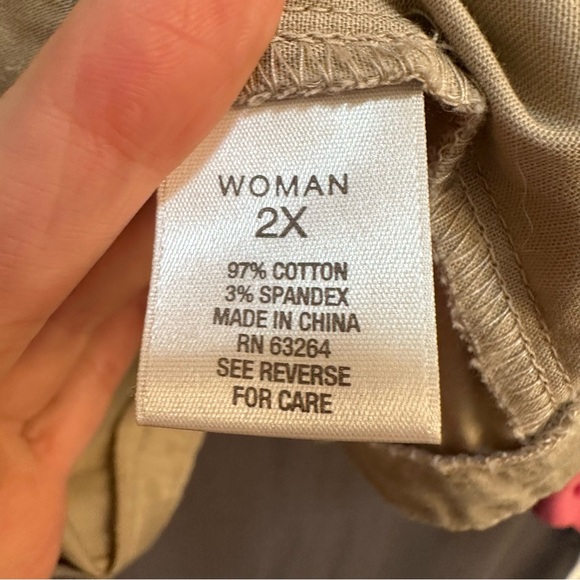 WOMAN
2X
97% COTTON
3% SPANDEX
MADE IN CHINA
RN 63264
SEE REVERSE
FOR CARE